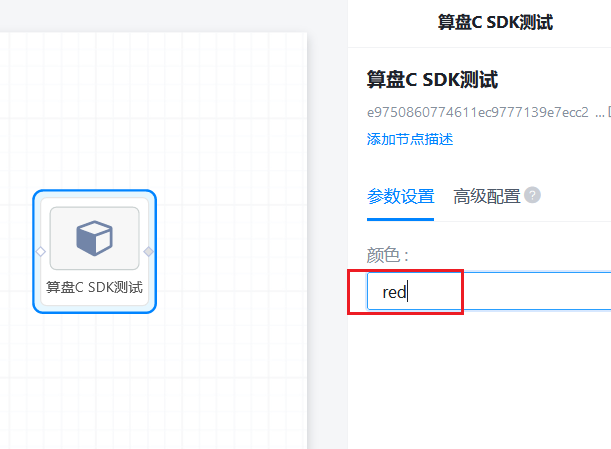 算盘C SDK测试
算盘C SDK测试
e9750860774611ec9777139e7ecc2 ...
添加节点描述
参数设置 高级配置 ?
颜色 :
red
算盘C SDK测试